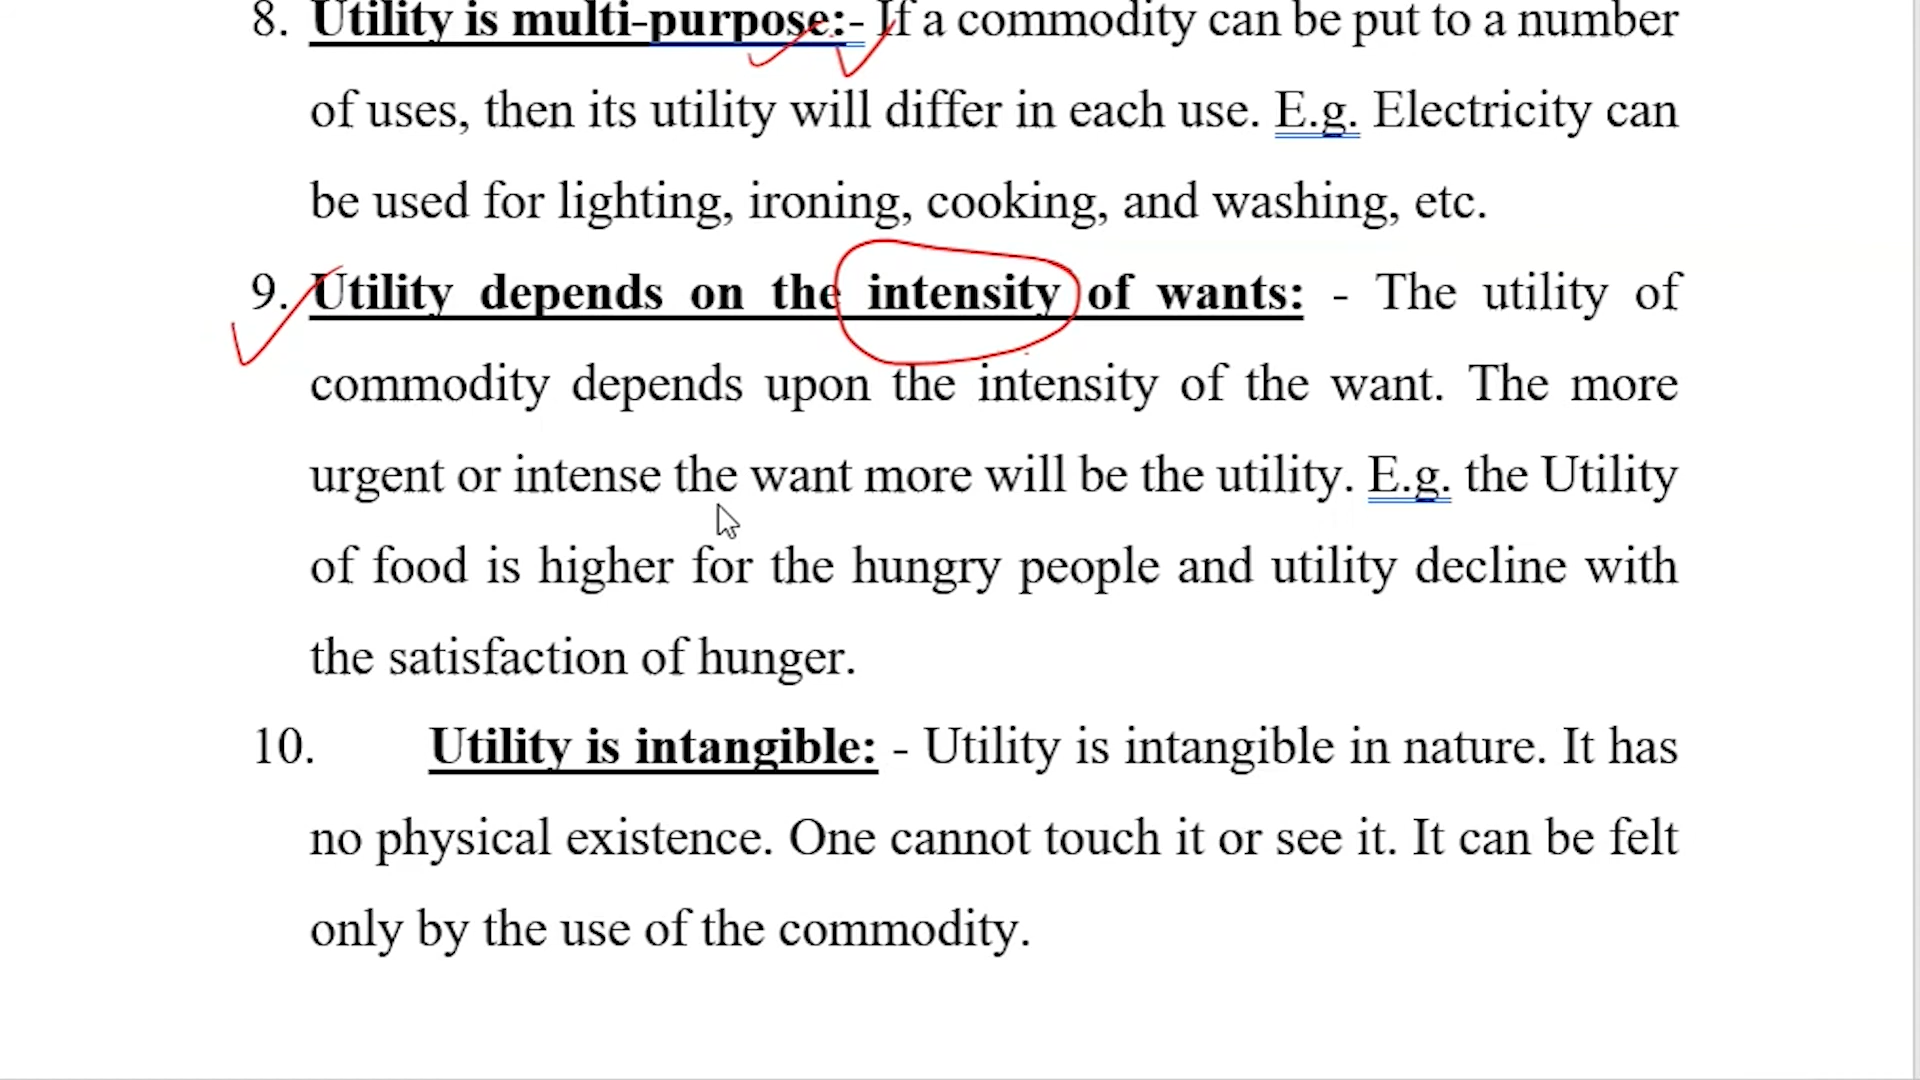 8. Utility is multi-purpose:- If a commodity can be put to a number
of uses, then its utility will differ in each use. E.g. Electricity can
be used for lighting, ironing, cooking, and washing, etc.
9. Utility depends on the intensity of wants: - The utility of
commodity depends upon the intensity of the want. The more
urgent or intense the want more will be the utility. E.g. the Utility
of food is higher for the hungry people and utility decline with
the satisfaction of hunger.
10. Utility is intangible: - Utility is intangible in nature. It has
no physical existence. One cannot touch it or see it. It can be felt
only by the use of the commodity.